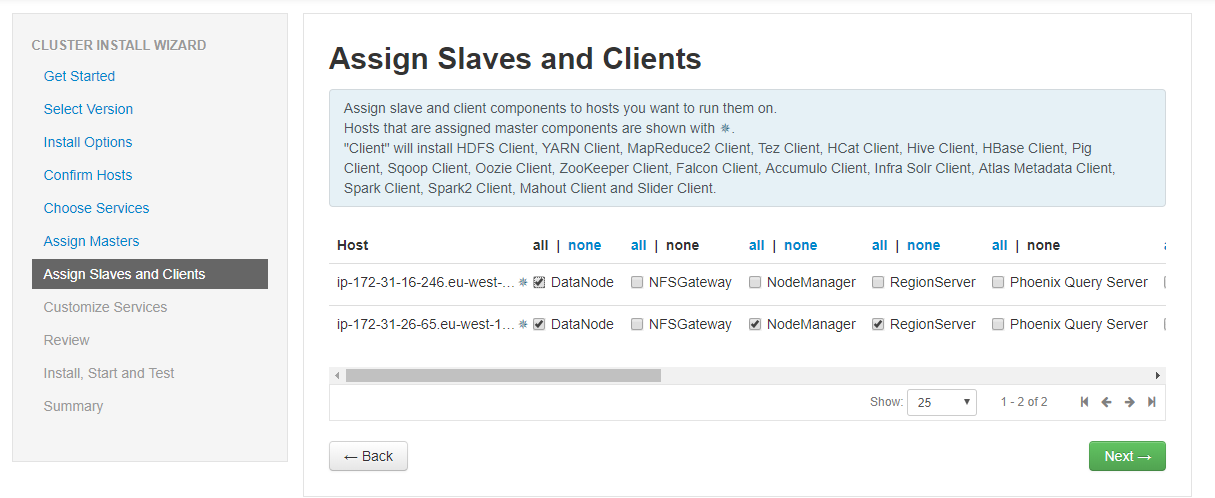 CLUSTER INSTALL WIZARD
Get Started
Select Version
Install Options
Confirm Hosts
Choose Services
Assign Masters
Assign Slaves and Clients
Customize Services
Review
Install, Start and Test
Summary
Assign Slaves and Clients
Assign slave and client components to hosts you want to run them on.
Hosts that are assigned master components are shown with ✵.
"Client" will install HDFS Client, YARN Client, MapReduce2 Client, Tez Client, HCat Client, Hive Client, HBase Client, Pig
Client, Sqoop Client, Oozie Client, ZooKeeper Client, Falcon Client, Accumulo Client, Infra Solr Client, Atlas Metadata Client,
Spark Client, Spark2 Client, Mahout Client and Slider Client.
Host all | none all | none all | none all | none all | none
ip-172-31-16-246.eu-west-... ✵ DataNode NFSGateway NodeManager RegionServer Phoenix Query Server
ip-172-31-26-65.eu-west-1... ✵ DataNode NFSGateway NodeManager RegionServer Phoenix Query Server
Show: 25 1 - 2 of 2
← Back
Next →